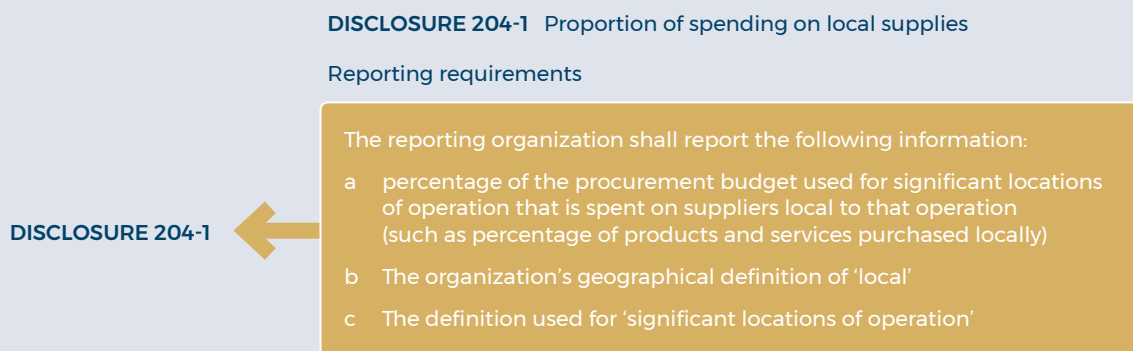 DISCLOSURE 204-1 Proportion of spending on local supplies
Reporting requirements
The reporting organization shall report the following information:
a percentage of the procurement budget used for significant locations
of operation that is spent on suppliers local to that operation
(such as percentage of products and services purchased locally)
DISCLOSURE 204-1
b The organization's geographical definition of ‘local’
c The definition used for ‘significant locations of operation’